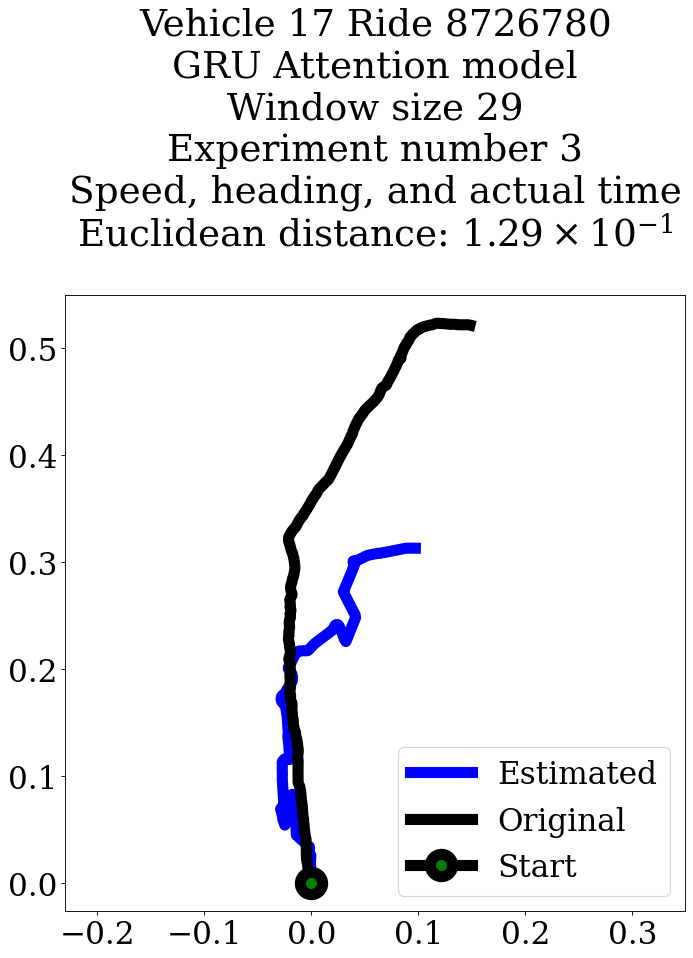 Vehicle 17 Ride 8726780
GRU Attention model
Window size 29
Experiment number 3
Speed, heading, and actual time
Euclidean distance: 1.29 × 10⁻¹
0.5
0.4
0.3
0.2
0.1
0.0
Estimated
Original
Start
−0.2 −0.1 0.0 0.1 0.2 0.3